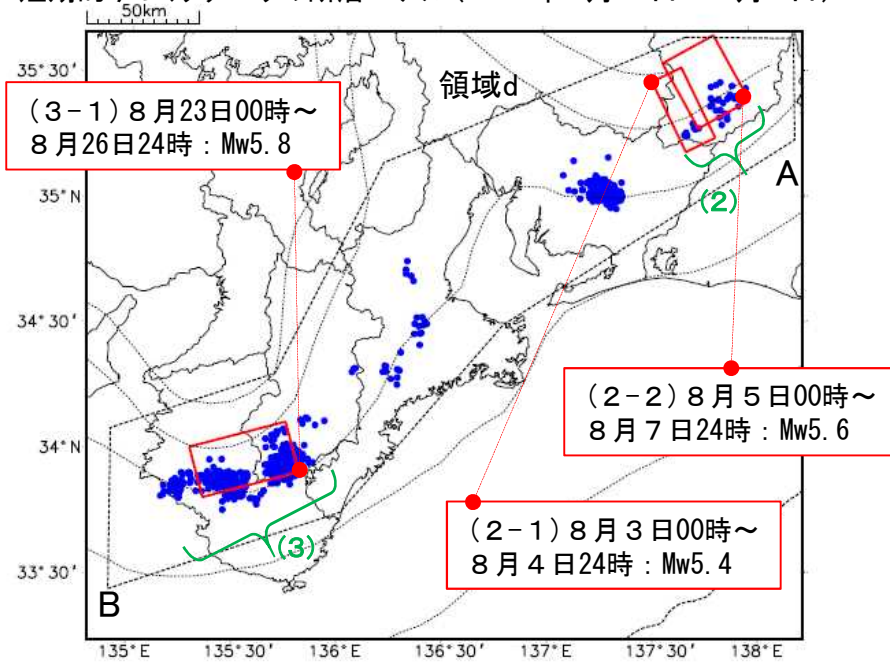 50km
35°30′
35°N
34°30′
34°N
33°30′
135°E
135°30′
136°E
136°30′
137°E
137°30′
138°E
領域d
A
B
(2)
(3)
(3-1)8月23日00時~
8月26日24時:Mw5.8
(2-2)8月5日00時~
8月7日24時:Mw5.6
(2-1)8月3日00時~
8月4日24時:Mw5.4